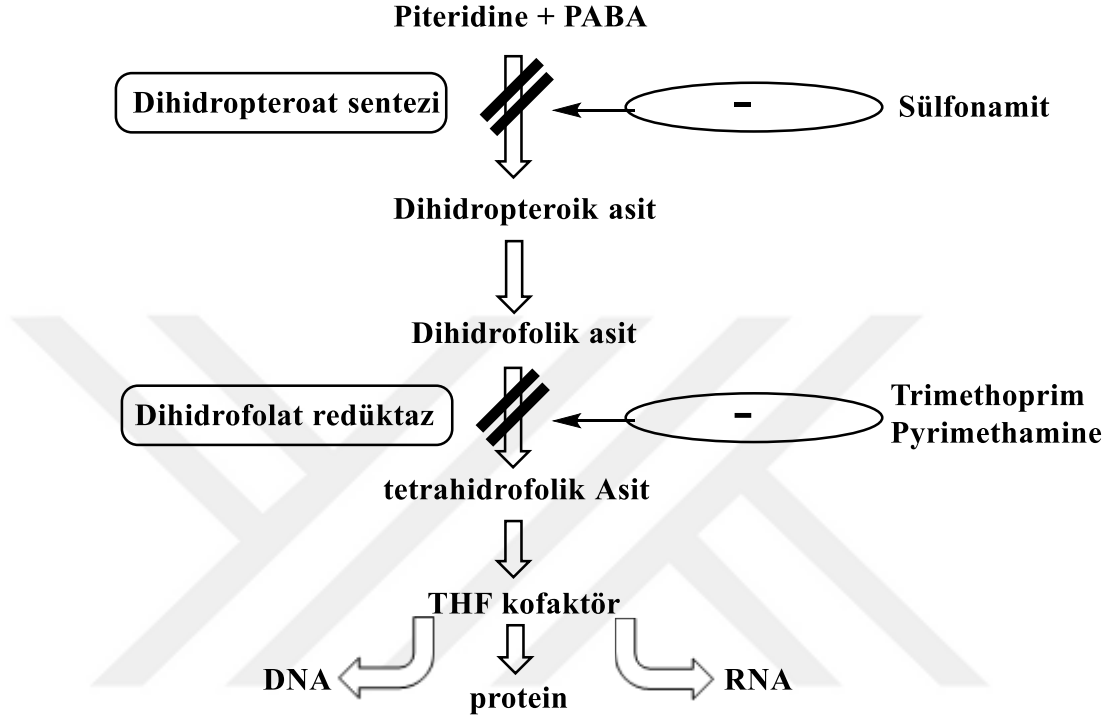 Piteridine + PABA
Dihidropteroat sentezi
-
Sülfonamit
Dihidropteroik asit
Dihidrofolik asit
Dihidrofolat redüktaz
-
Trimethoprim
Pyrimethamine
tetrahidrofolik Asit
THF kofaktör
DNA
protein
RNA